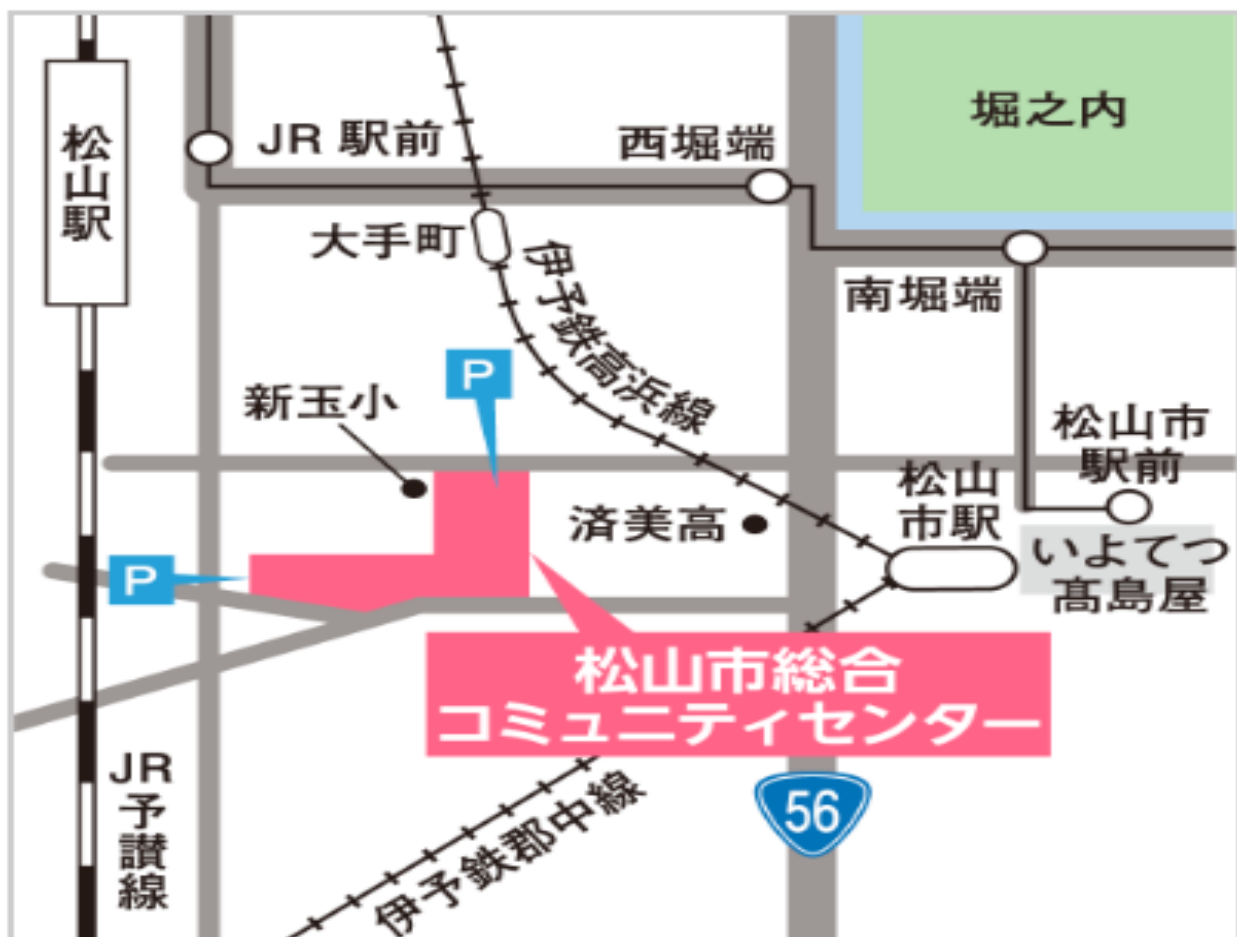 松山駅
JR 駅前
西堀端
堀之内
大手町
伊予鉄高浜線
南堀端
P
新玉小
松山市
駅前
松山
市駅
済美高
P
いよてつ
髙島屋
松山市総合
コミュニティセンター
JR
予讃線
伊予鉄郡中線
56